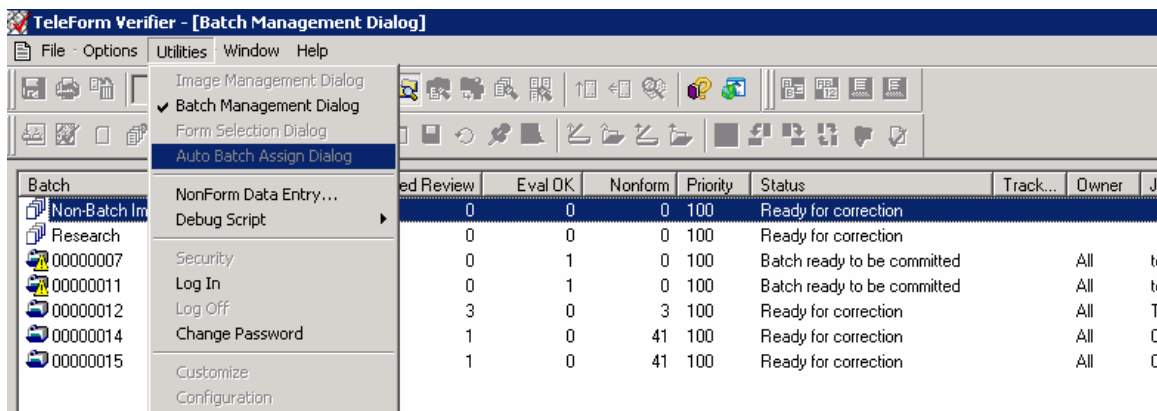 TeleForm Verifier - [Batch Management Dialog]
File Options Utilities Window Help
Image Management Dialog
Batch Management Dialog
Form Selection Dialog
Auto Batch Assign Dialog
NonForm Data Entry...
Debug Script
Security
Log In
Log Off
Change Password
Customize
Configuration
Batch ed Review Eval OK Nonform Priority Status Track... Owner J
Non-Batch Im 0 0 0 100 Ready for correction
Research 0 0 0 100 Ready for correction
00000007 0 1 0 100 Batch ready to be committed All
00000011 0 1 0 100 Batch ready to be committed All
00000012 3 0 3 100 Ready for correction All T
00000014 1 0 41 100 Ready for correction All
00000015 1 0 41 100 Ready for correction All